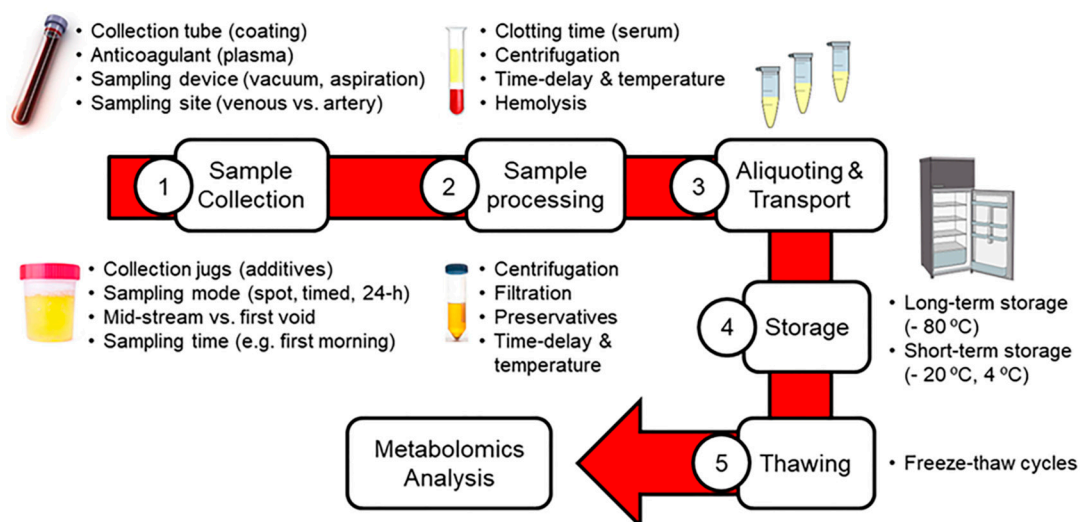 • Collection tube (coating)
• Anticoagulant (plasma)
• Sampling device (vacuum, aspiration)
• Sampling site (venous vs. artery)
• Clotting time (serum)
• Centrifugation
• Time-delay & temperature
• Hemolysis
1
Sample
Collection
2
Sample
processing
3
Aliquoting &
Transport
• Collection jugs (additives)
• Sampling mode (spot, timed, 24-h)
• Mid-stream vs. first void
• Sampling time (e.g. first morning)
• Centrifugation
• Filtration
• Preservatives
• Time-delay &
temperature
4
Storage
• Long-term storage
(- 80 ºC)
• Short-term storage
(- 20 ºC, 4 ºC)
Metabolomics
Analysis
5
Thawing
• Freeze-thaw cycles